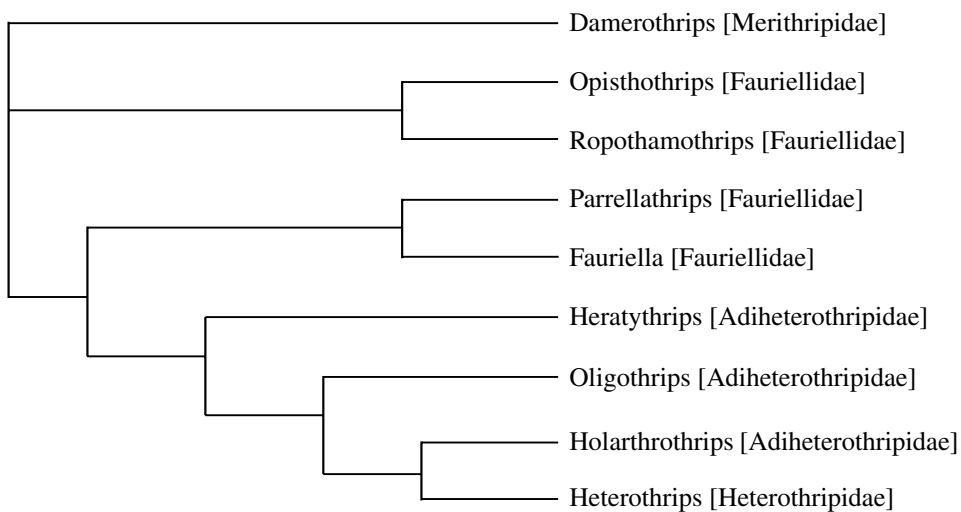 Damerothrips [Merithripidae]
Opisthothrips [Fauriellidae]
Ropothamothrips [Fauriellidae]
Parrellathrips [Fauriellidae]
Fauriella [Fauriellidae]
Heratythrips [Adiheterothripidae]
Oligothrips [Adiheterothripidae]
Holarthrothrips [Adiheterothripidae]
Heterothrips [Heterothripidae]